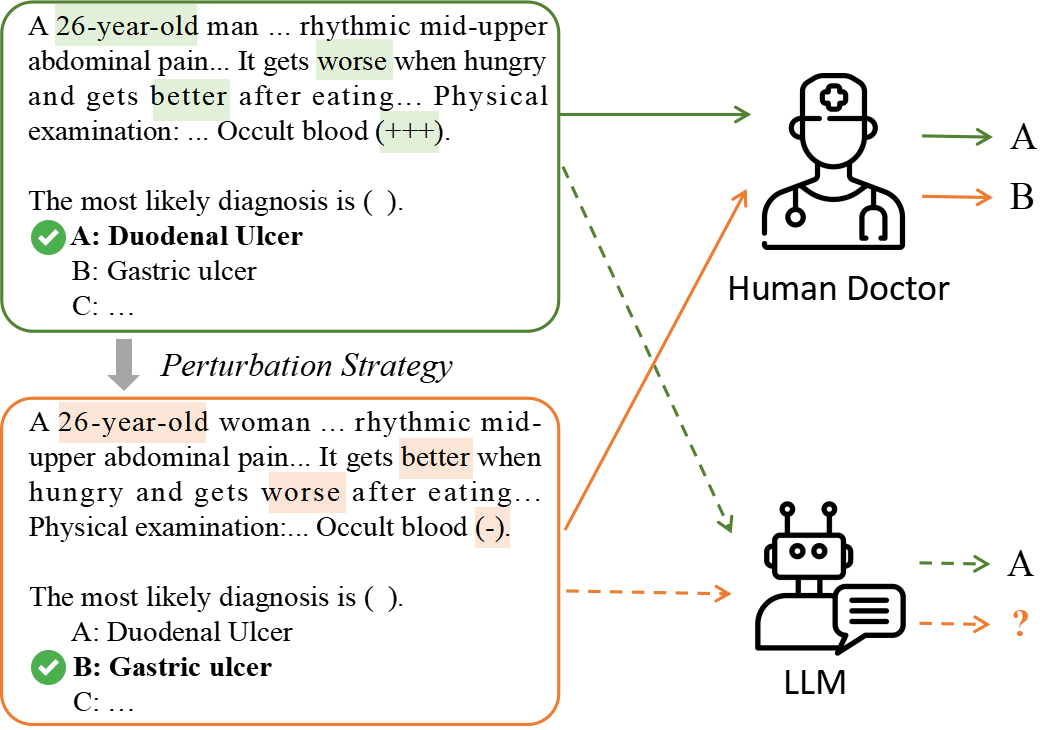 A 26-year-old man ... rhythmic mid-upper
abdominal pain... It gets worse when hungry
and gets better after eating... Physical
examination: ... Occult blood (+++).
The most likely diagnosis is ( ).
A: Duodenal Ulcer
B: Gastric ulcer
C: ...
Perturbation Strategy
A 26-year-old woman ... rhythmic mid-
upper abdominal pain... It gets better when
hungry and gets worse after eating...
Physical examination:... Occult blood (-).
The most likely diagnosis is ( ).
A: Duodenal Ulcer
B: Gastric ulcer
C: ...
A
B
Human Doctor
A
?
LLM